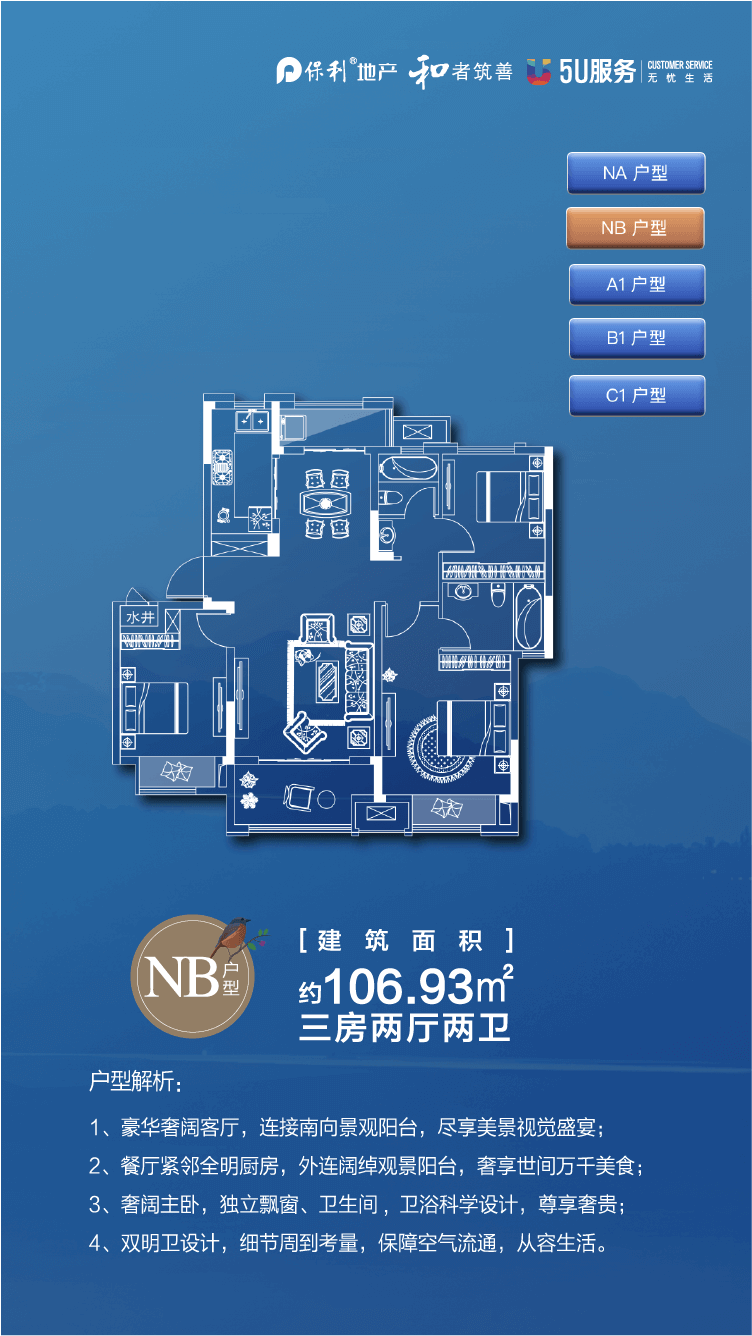 保利®地产 和者筑善 5U服务 CUSTOMER SERVICE
无忧生活
NA 户型
NB 户型
A1 户型
B1 户型
C1 户型
水井
NB户型
[建筑面积]
约106.93㎡
三房两厅两卫
户型解析：
1、豪华奢阔客厅，连接南向景观阳台，尽享美景视觉盛宴；
2、餐厅紧邻全明厨房，外连阔绰观景阳台，奢享世间万千美食；
3、奢阔主卧，独立飘窗、卫生间，卫浴科学设计，尊享奢贵；
4、双明卫设计，细节周到考量，保障空气流通，从容生活。